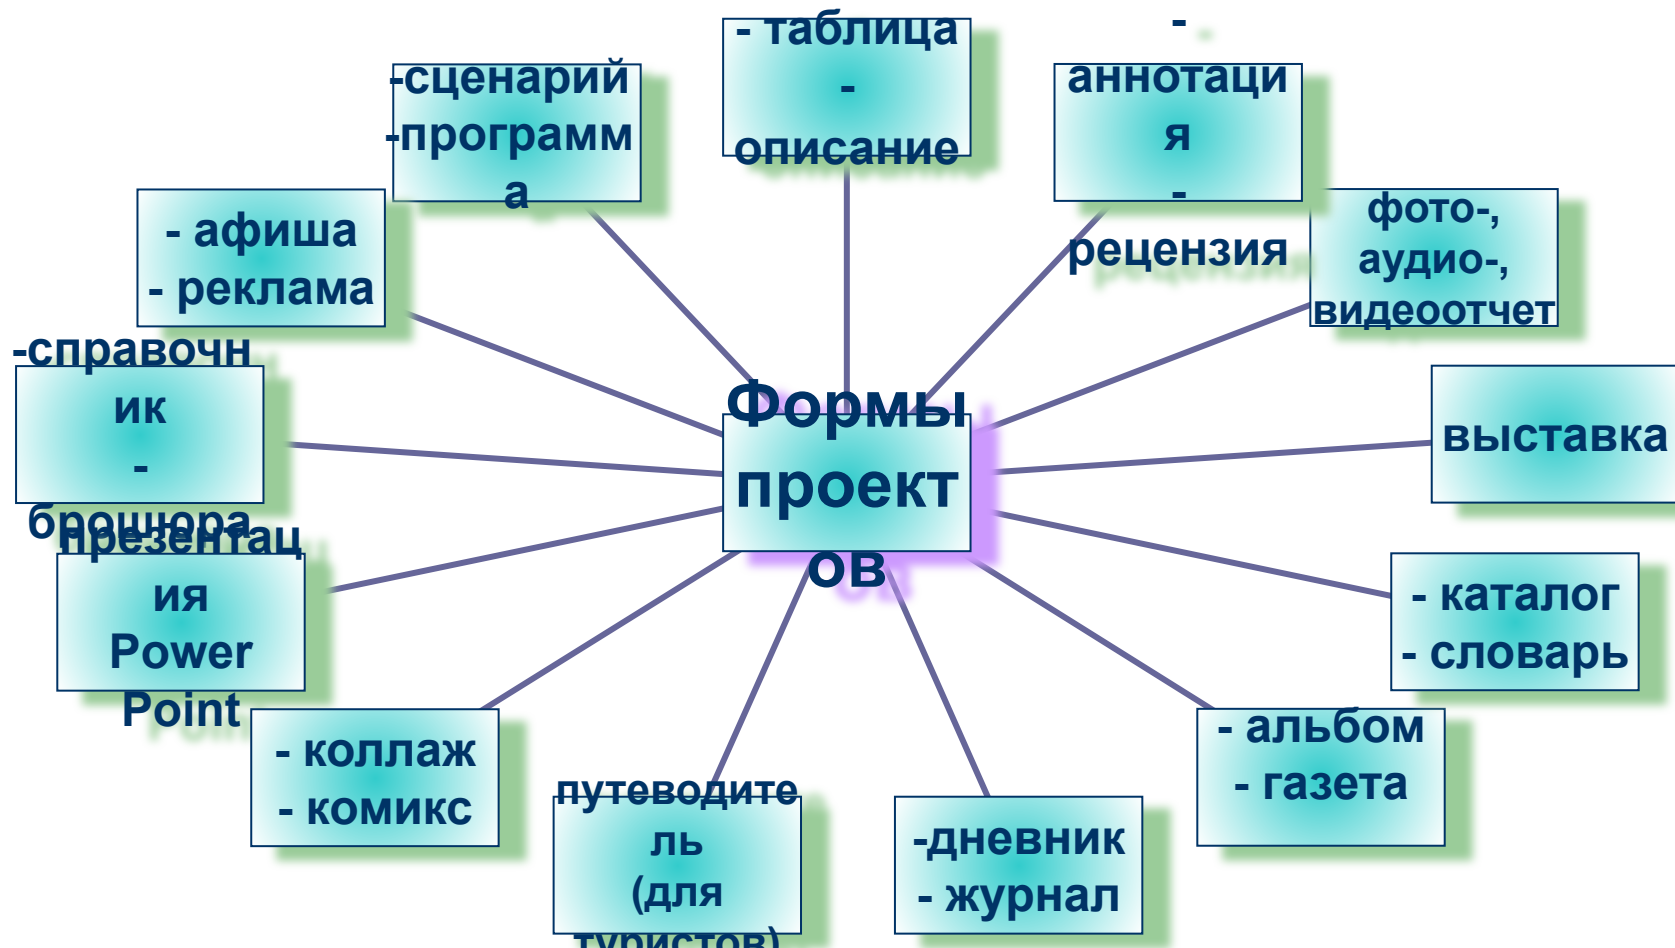 - таблица
-
описание
-
аннотаци
я
-
рецензия
фото-,
аудио-,
видеоотчет
выставка
- каталог
- словарь
- альбом
- газета
-дневник
- журнал
путеводите
ль
(для
туристов)
- коллаж
- комикс
презентац
ия
Power
Point
-справочн
ик
-
брошюра
- афиша
- реклама
-сценарий
-программ
а
Формы
проект
ов